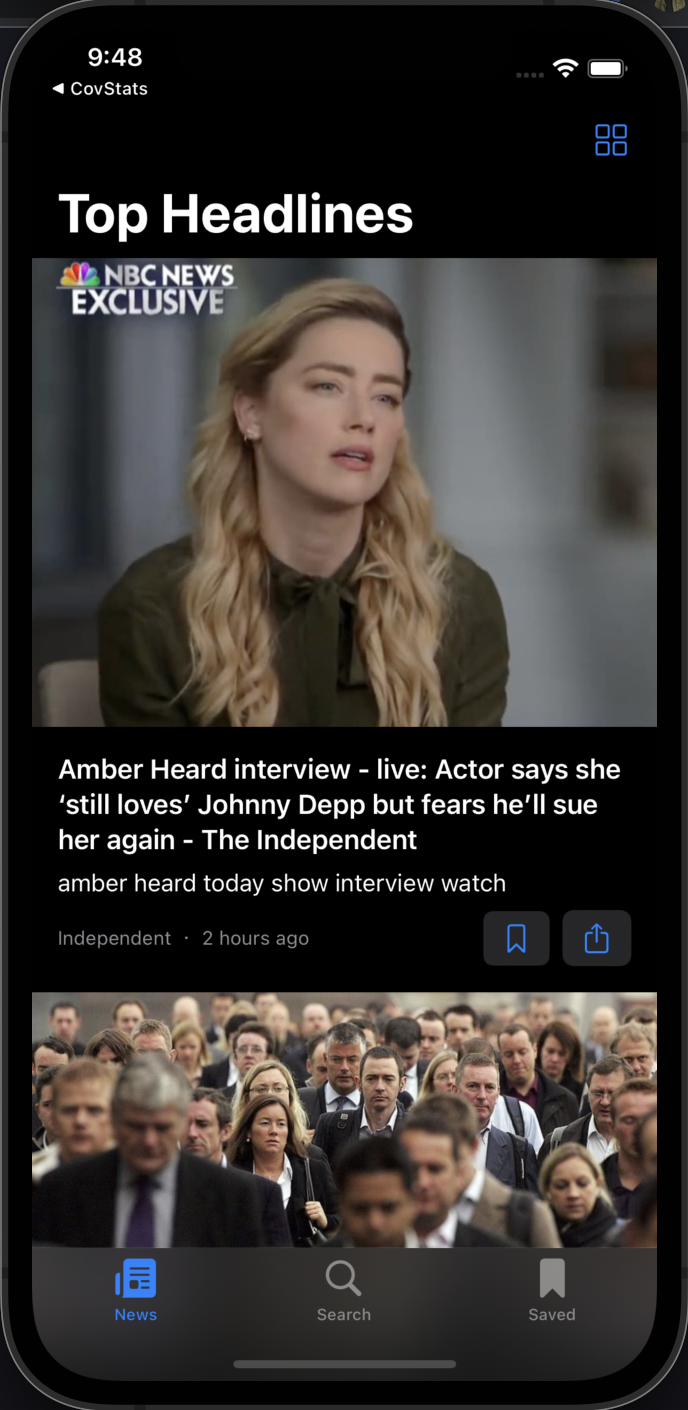 9:48
◀ CovStats
Top Headlines
NBC NEWS
EXCLUSIVE
Amber Heard interview - live: Actor says she
‘still loves’ Johnny Depp but fears he’ll sue
her again - The Independent
amber heard today show interview watch
Independent · 2 hours ago
News
Search
Saved